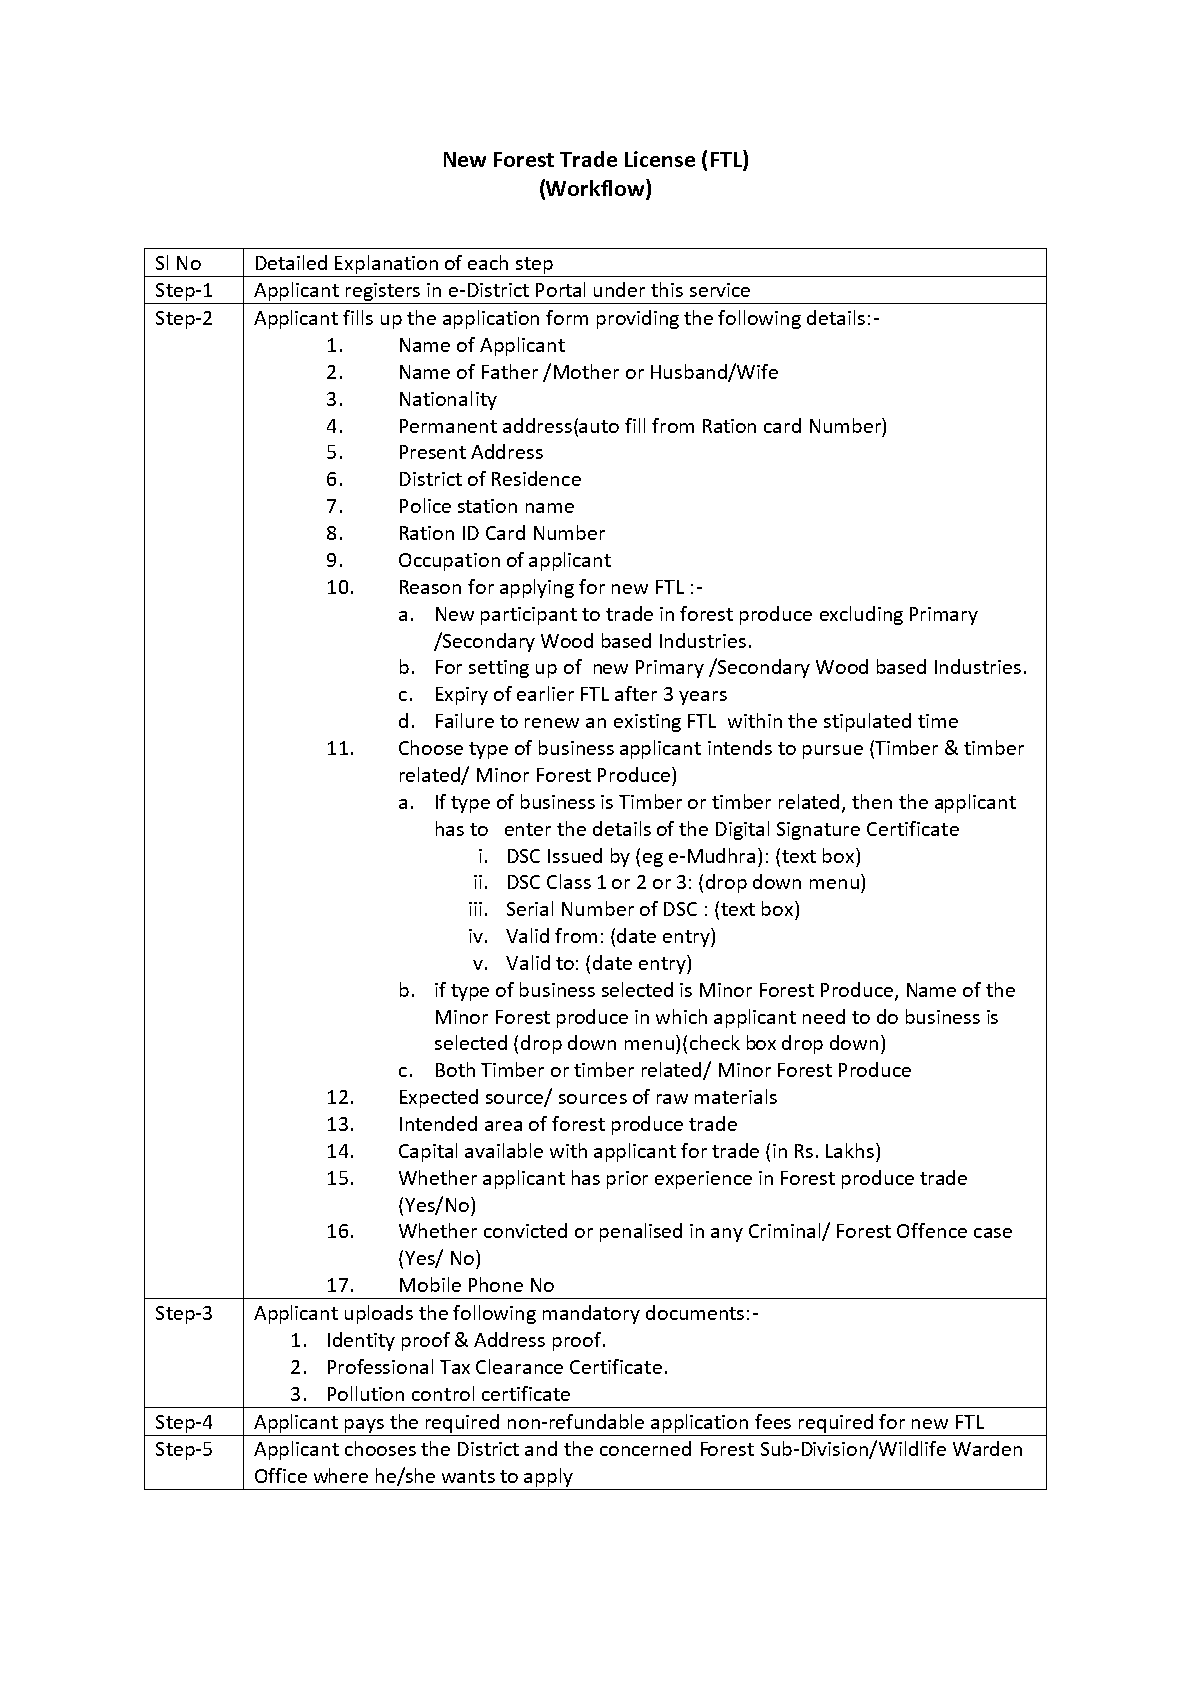 New Forest Trade License (FTL)
(Workflow)
Sl No Detailed Explanation of each step
Step-1 Applicant registers in e-District Portal under this service
Step-2 Applicant fills up the application form providing the following details:-
1. Name of Applicant
2. Name of Father /Mother or Husband/Wife
3. Nationality
4. Permanent address(auto fill from Ration card Number)
5. Present Address
6. District of Residence
7. Police station name
8. Ration ID Card Number
9. Occupation of applicant
10. Reason for applying for new FTL :-
a. New participant to trade in forest produce excluding Primary
/Secondary Wood based Industries.
b. For setting up of new Primary /Secondary Wood based Industries.
c. Expiry of earlier FTL after 3 years
d. Failure to renew an existing FTL within the stipulated time
11. Choose type of business applicant intends to pursue (Timber & timber
related/ Minor Forest Produce)
a. If type of business is Timber or timber related, then the applicant
has to enter the details of the Digital Signature Certificate
i. DSC Issued by (eg e-Mudhra): (text box)
ii. DSC Class 1 or 2 or 3: (drop down menu)
iii. Serial Number of DSC : (text box)
iv. Valid from: (date entry)
v. Valid to: (date entry)
b. if type of business selected is Minor Forest Produce, Name of the
Minor Forest produce in which applicant need to do business is
selected (drop down menu)(check box drop down)
c. Both Timber or timber related/ Minor Forest Produce
12. Expected source/ sources of raw materials
13. Intended area of forest produce trade
14. Capital available with applicant for trade (in Rs. Lakhs)
15. Whether applicant has prior experience in Forest produce trade
(Yes/No)
16. Whether convicted or penalised in any Criminal/ Forest Offence case
(Yes/ No)
17. Mobile Phone No
Step-3 Applicant uploads the following mandatory documents:-
1. Identity proof & Address proof.
2. Professional Tax Clearance Certificate.
3. Pollution control certificate
Step-4 Applicant pays the required non-refundable application fees required for new FTL
Step-5 Applicant chooses the District and the concerned Forest Sub-Division/Wildlife Warden
Office where he/she wants to apply